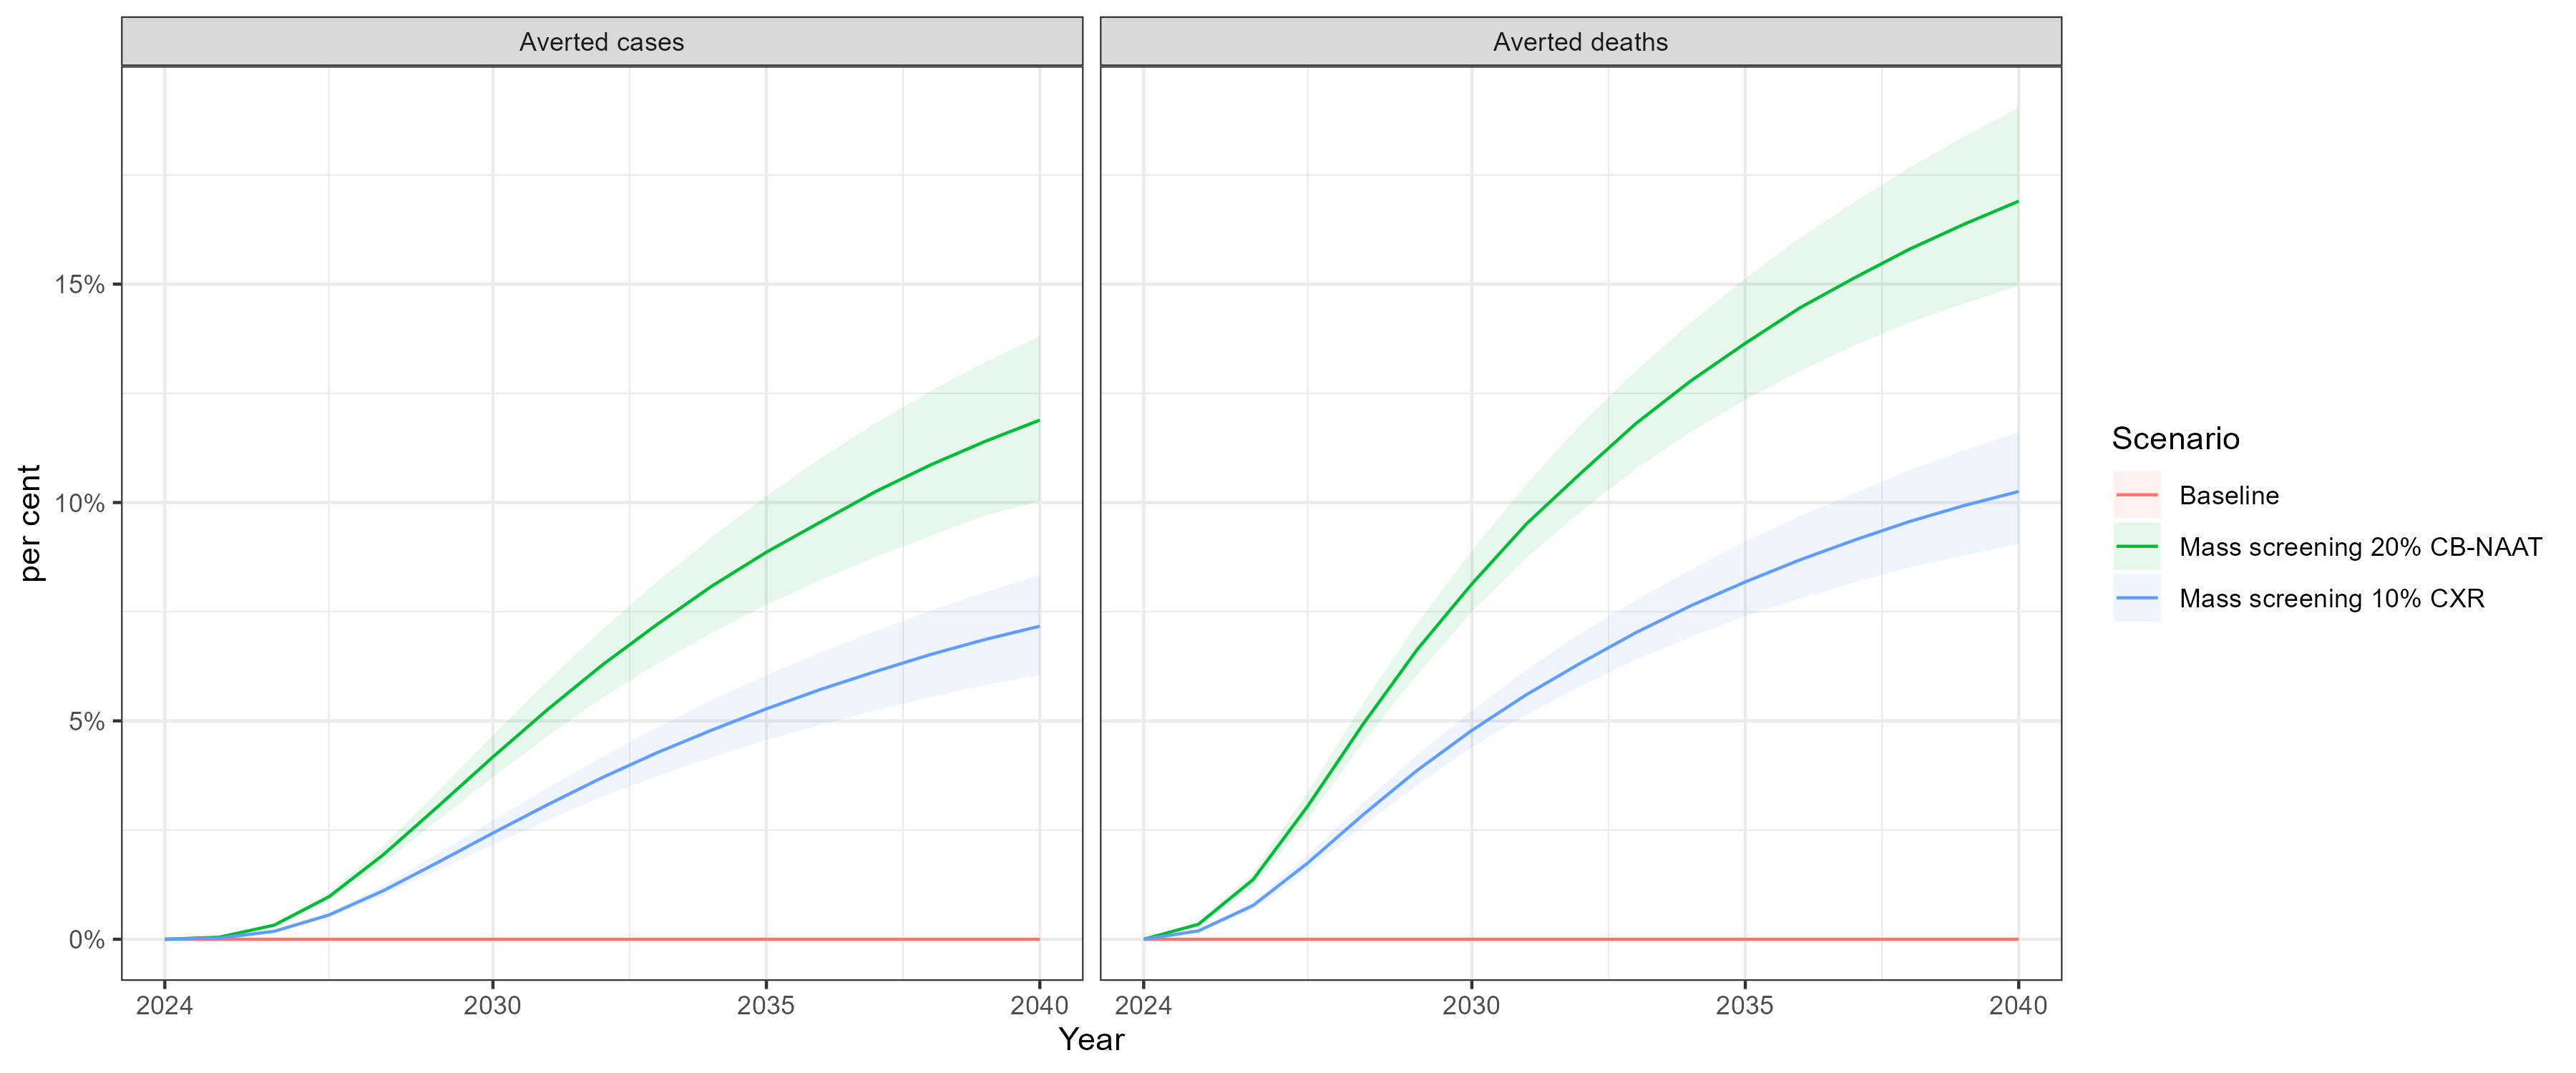 Averted cases
Averted deaths
per cent
15%
10%
5%
0%
2024
2030
2035
2040
2024
2030
2035
2040
Year
Scenario
Baseline
Mass screening 20% CB-NAAT
Mass screening 10% CXR